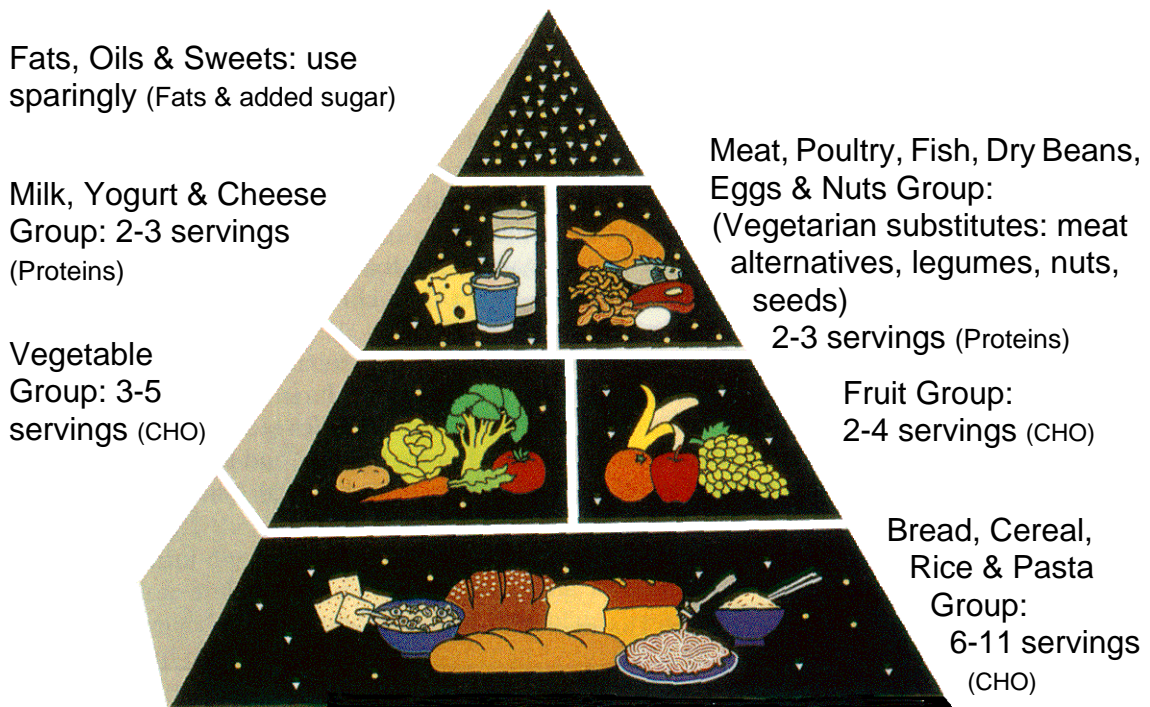 Fats, Oils & Sweets: use
sparingly (Fats & added sugar)
Milk, Yogurt & Cheese
Group: 2-3 servings
(Proteins)
Meat, Poultry, Fish, Dry Beans,
Eggs & Nuts Group:
(Vegetarian substitutes: meat
alternatives, legumes, nuts,
seeds)
2-3 servings (Proteins)
Vegetable
Group: 3-5
servings (CHO)
Fruit Group:
2-4 servings (CHO)
Bread, Cereal,
Rice & Pasta
Group:
6-11 servings
(CHO)